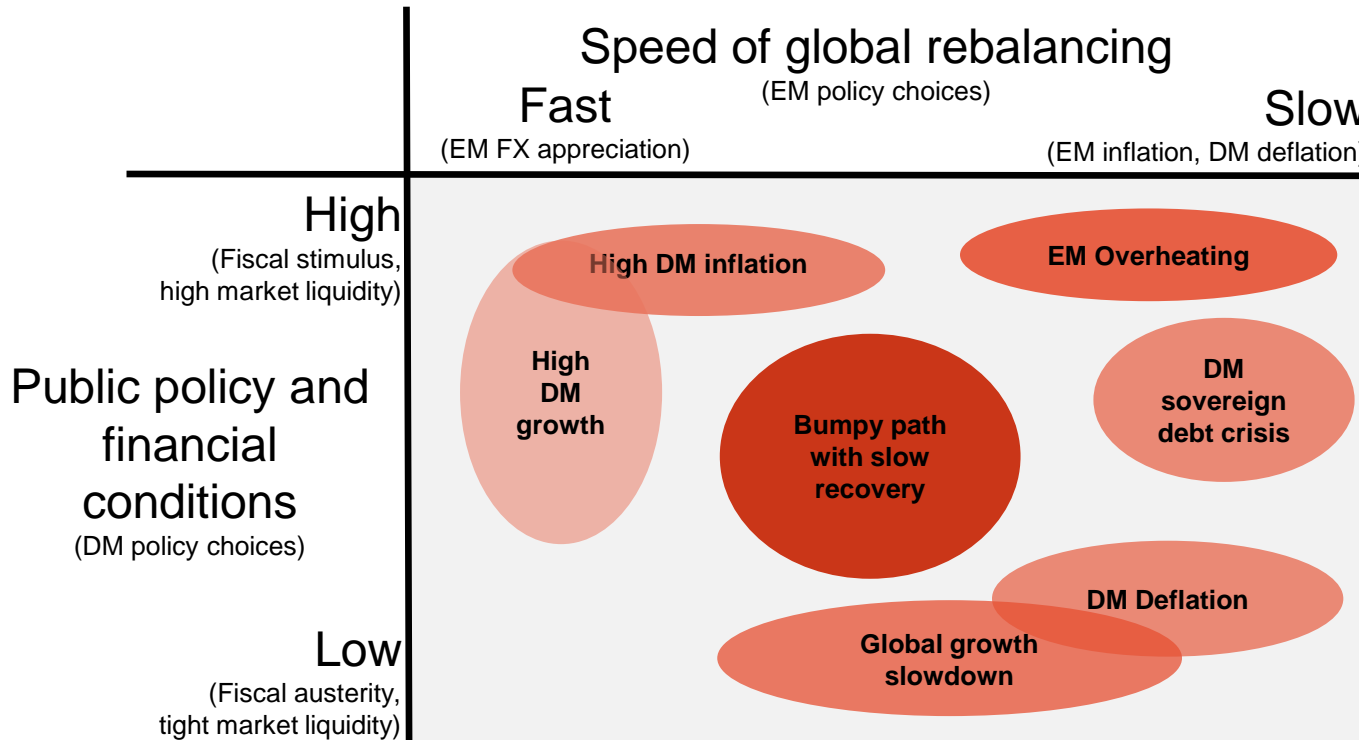 Speed of global rebalancing
(EM policy choices)
Fast
(EM FX appreciation)
Slow
(EM inflation, DM deflation)
High
(Fiscal stimulus,
high market liquidity)
Public policy and
financial
conditions
(DM policy choices)
Low
(Fiscal austerity,
tight market liquidity)
High DM inflation
EM Overheating
High
DM
growth
Bumpy path
with slow
recovery
DM
sovereign
debt crisis
DM Deflation
Global growth
slowdown